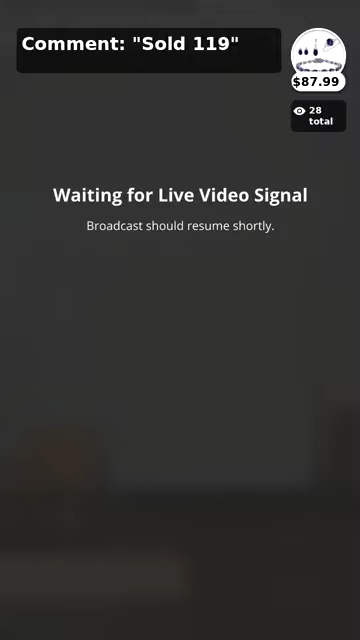 Comment: "Sold 119"
$87.99
28
total
Waiting for Live Video Signal
Broadcast should resume shortly.